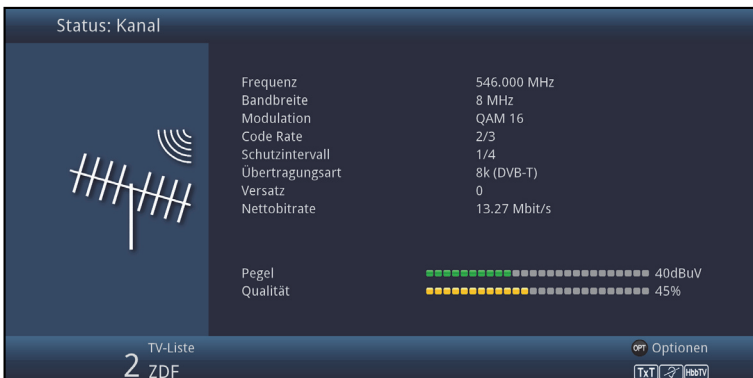 Status: Kanal
Frequenz 546.000 MHz
Bandbreite 8 MHz
Modulation QAM 16
Code Rate 2/3
Schutzintervall 1/4
Übertragungsart 8k (DVB-T)
Versatz 0
Nettobitrate 13.27 Mbit/s
Pegel 40dBuV
Qualität 45%
TV-Liste
OPT Optionen
2 ZDF
TxT HbbTV